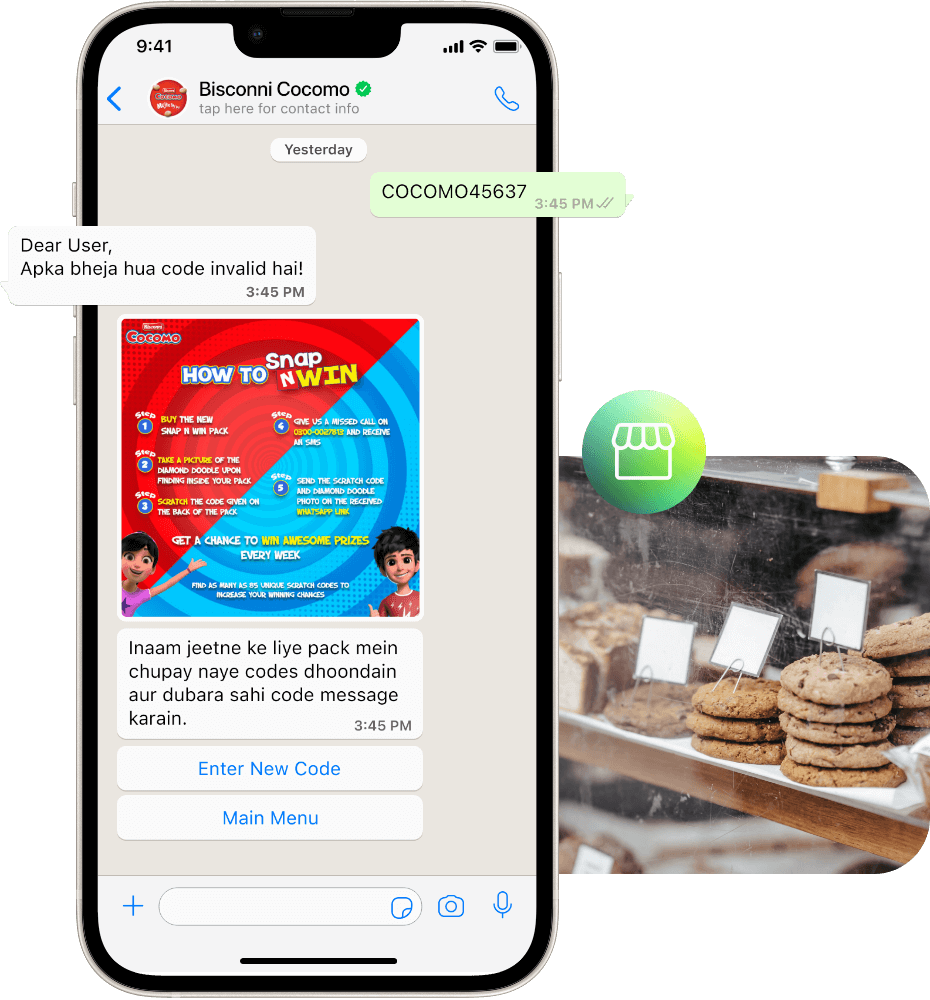 9:41
Bisconni Cocomo
tap here for contact info
Yesterday
COCOMO45637
3:45 PM
Dear User,
Apka bheja hua code invalid hai!
3:45 PM
Bisconni
COCOMO
HOW TO Snap N WIN
Step 1 BUY THE NEW
SNAP N WIN PACK
Step 2 TAKE A PICTURE OF THE
DIAMOND DOODLE UPON
FINDING INSIDE YOUR PACK
Step 3 SCRATCH THE CODE GIVEN ON
THE BACK OF THE PACK
Step 4 GIVE US A MISSED CALL ON
0300-0027813 AND RECEIVE
AN SMS
Step 5 SEND THE SCRATCH CODE
AND DIAMOND DOODLE
PHOTO ON THE RECEIVED
WHATSAPP LINK
GET A CHANCE TO WIN AWESOME PRIZES
EVERY WEEK
FIND AS MANY AS 85 UNIQUE SCRATCH CODES TO
INCREASE YOUR WINNING CHANCES
Inaam jeetne ke liye pack mein
chupay naye codes dhoondain
aur dubara sahi code message
karain.
3:45 PM
Enter New Code
Main Menu